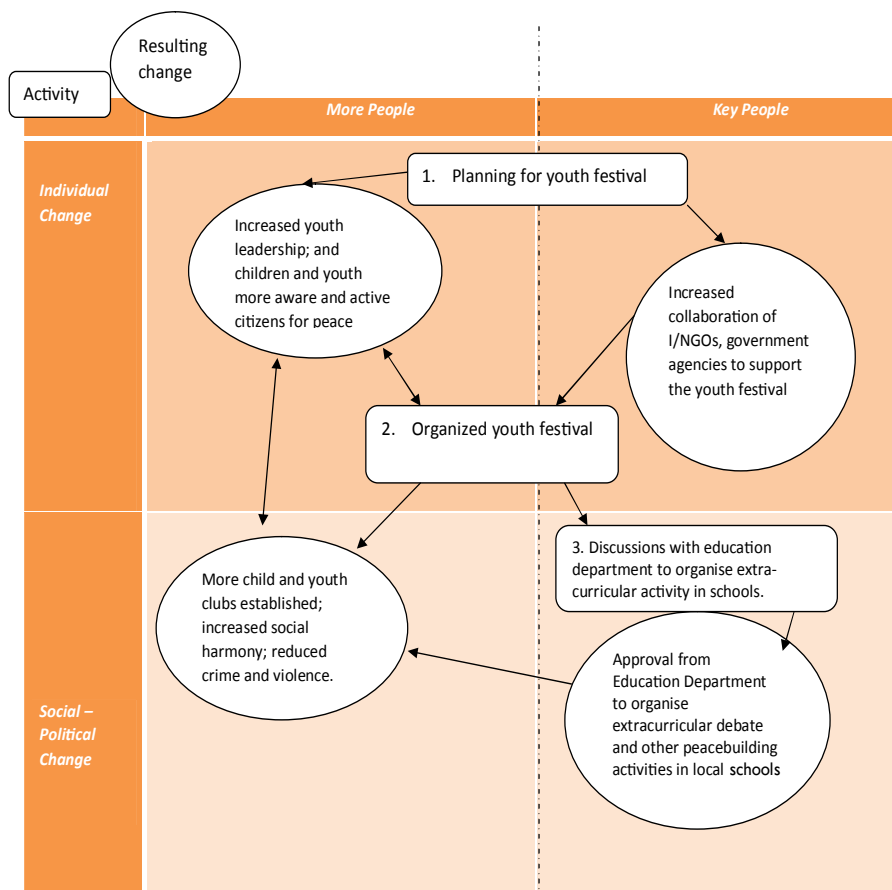 Resulting
change
Activity
More People
Key People
Individual
Change
1. Planning for youth festival
Increased youth
leadership; and
children and youth
more aware and active
citizens for peace
Increased
collaboration of
I/NGOs, government
agencies to support
the youth festival
2. Organized youth festival
Social –
Political
Change
More child and youth
clubs established;
increased social
harmony; reduced
crime and violence.
3. Discussions with education
department to organise extra-
curricular activity in schools.
Approval from
Education Department
to organise
extracurricular debate
and other peacebuilding
activities in local schools